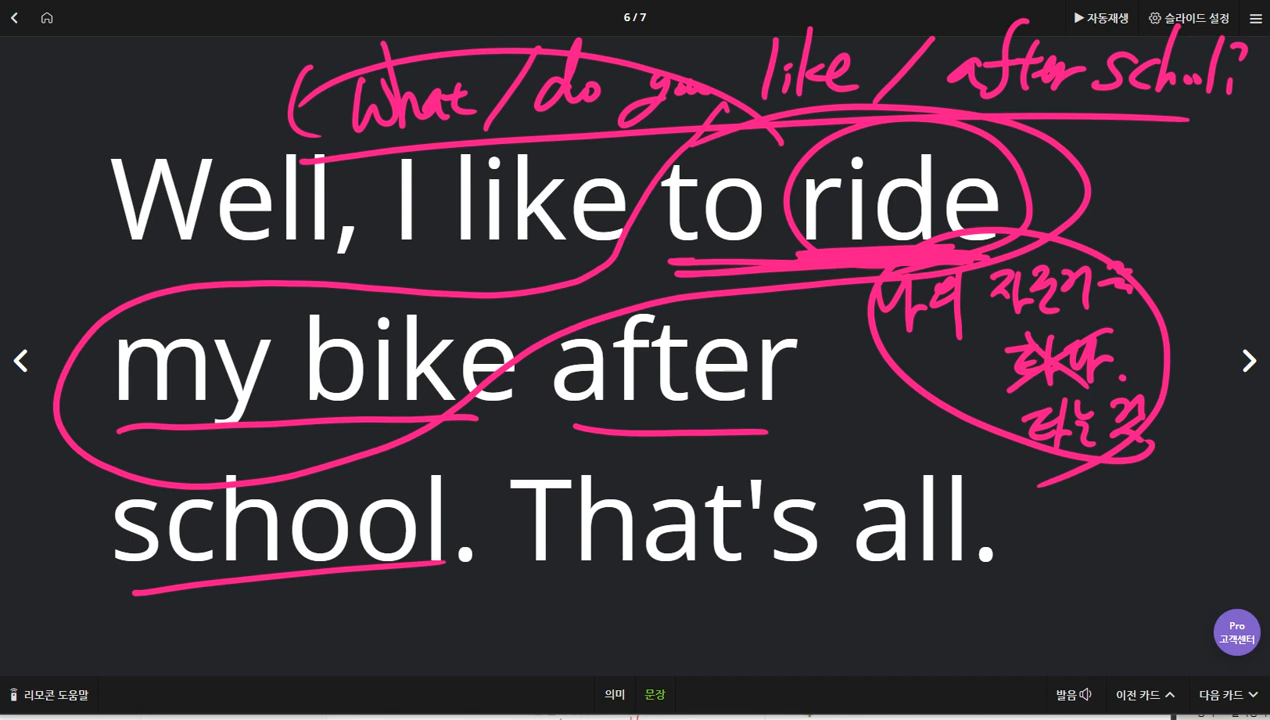 6 / 7
자동재생
슬라이드 설정
What / do you like / after school?
Well, I like to ride
my bike after
school. That's all.
나의 자전거를
타다.
타는 것
Pro
고객센터
리모콘 도움말
의미
문장
발음
이전 카드
다음 카드